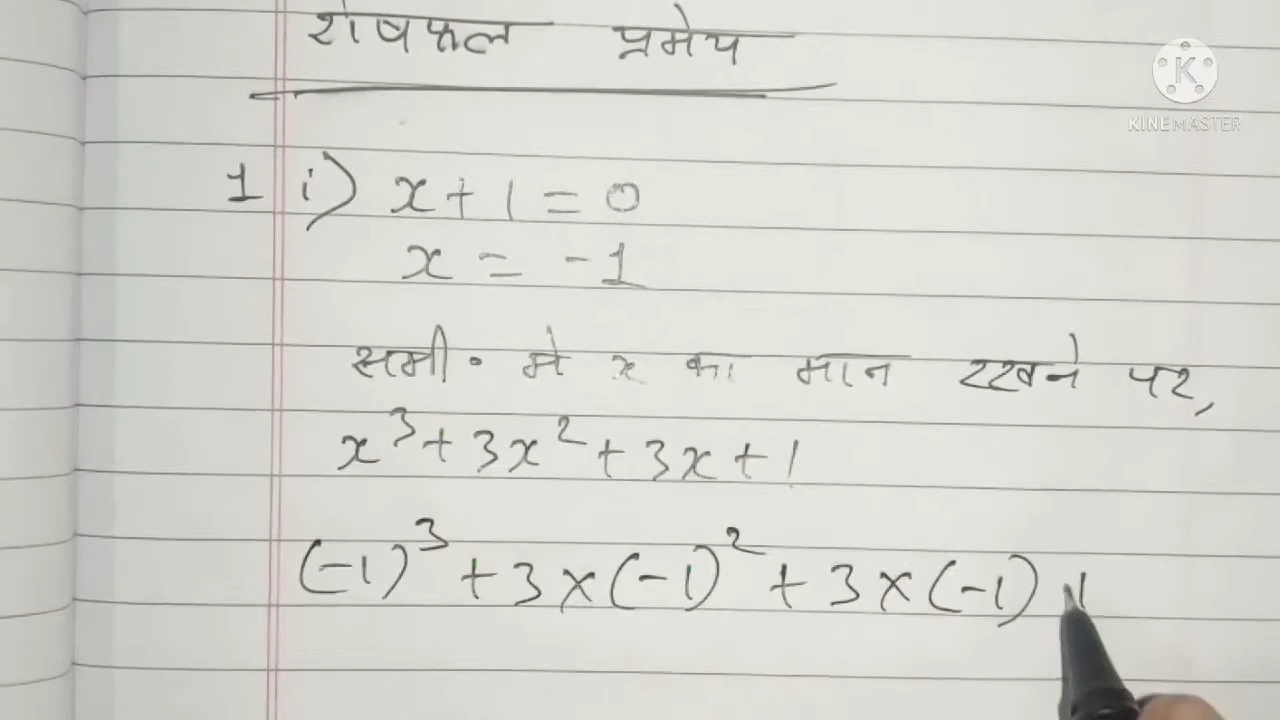 शेषफल प्रमेय
KINEMASTER
1 i) x + 1 = 0
x = -1
समी॰ मे x का मान रखने पर,
x³ + 3x² + 3x + 1
(-1)³ + 3 × (-1)² + 3 × (-1) 1